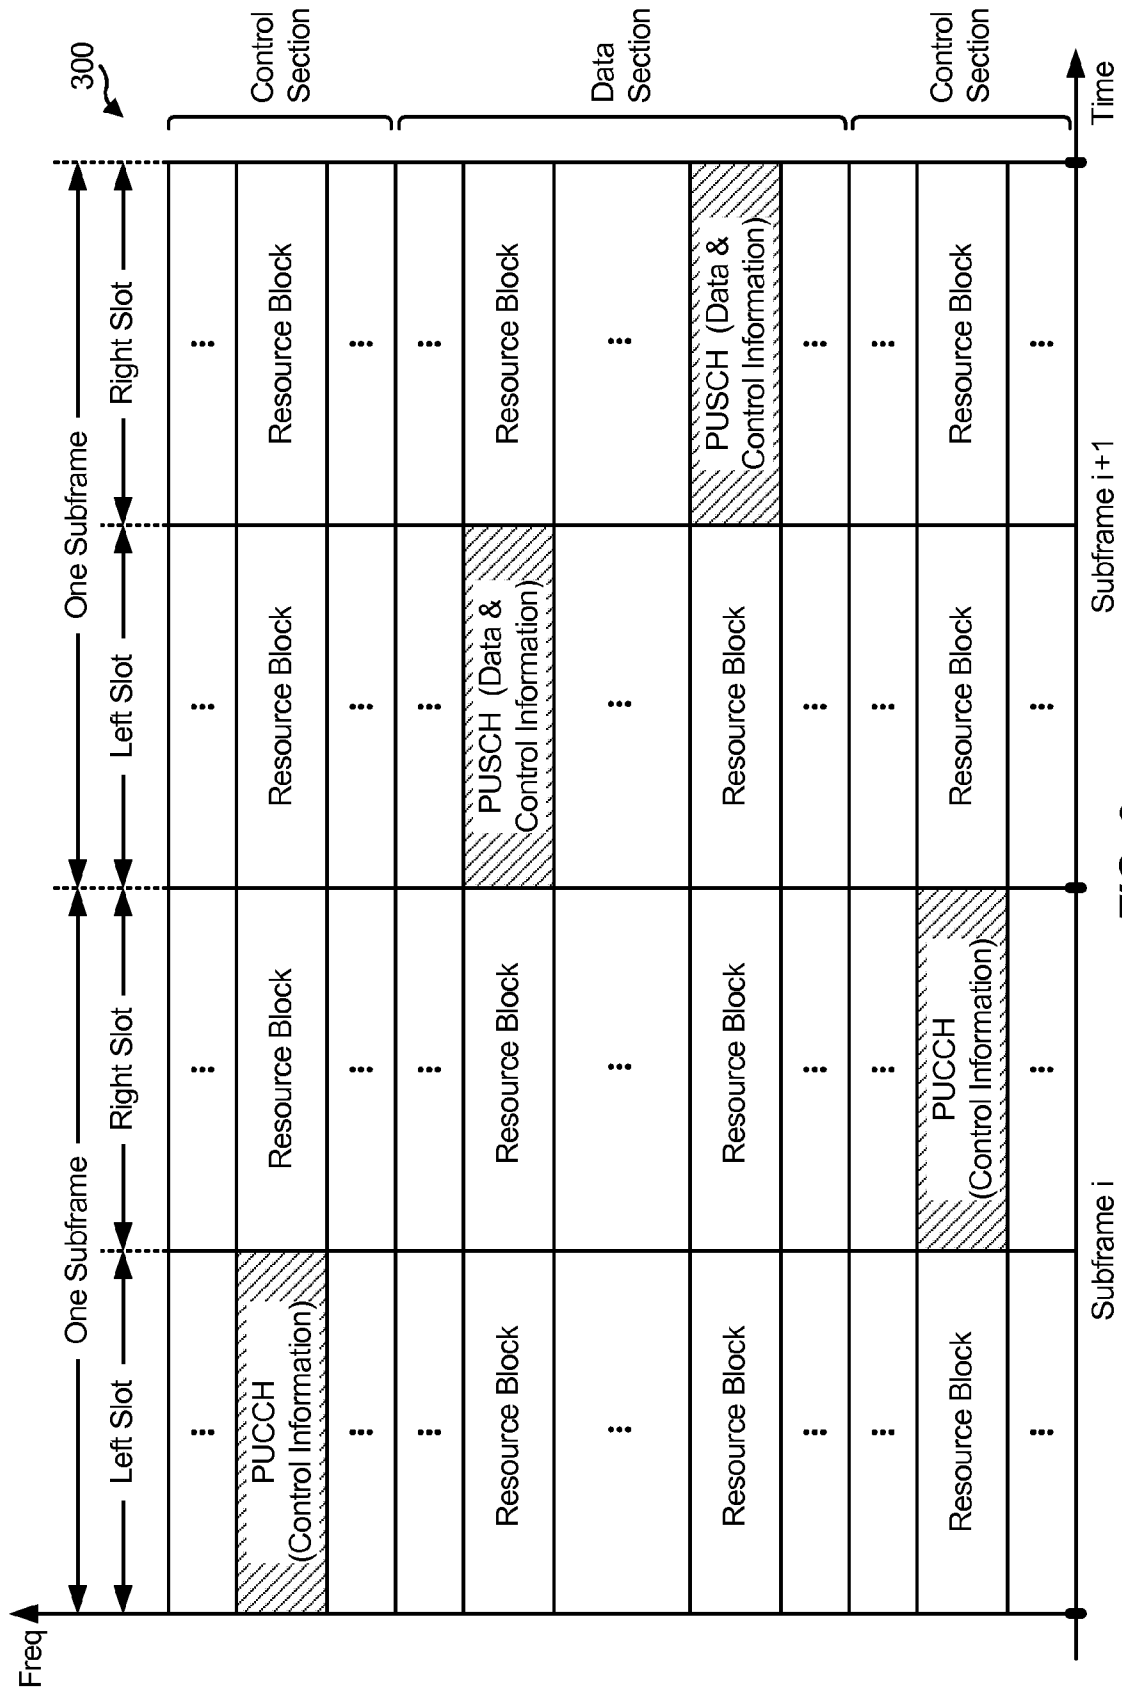 300
Freq
One Subframe
One Subframe
Left Slot
Right Slot
Left Slot
Right Slot
...
...
...
...
PUCCH
(Control Information)
Resource Block
Resource Block
Resource Block
Control
Section
...
...
...
...
...
...
...
...
Resource Block
Resource Block
PUSCH (Data &
Control Information)
Resource Block
...
...
...
...
Data
Section
Resource Block
Resource Block
Resource Block
PUSCH (Data &
Control Information)
...
...
...
...
...
...
...
...
Resource Block
PUCCH
(Control Information)
Resource Block
Resource Block
Control
Section
...
...
...
...
Subframe i
Subframe i+1
Time